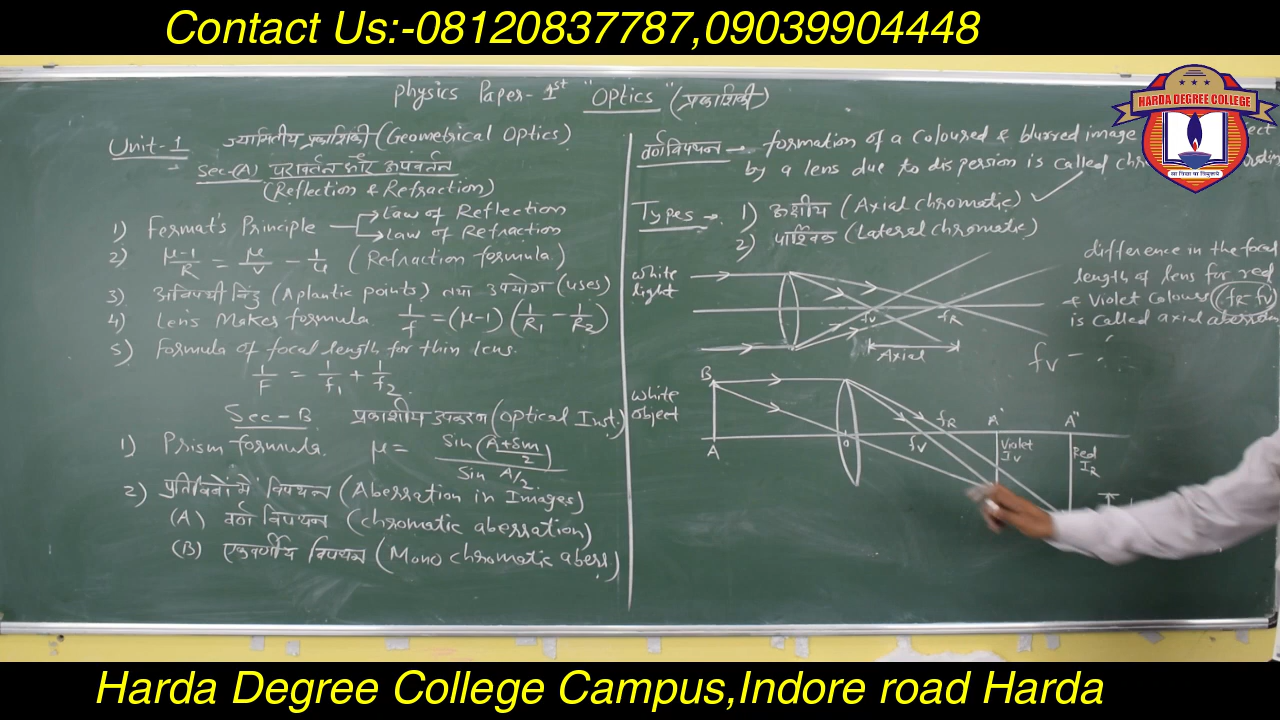 Contact Us:-08120837787,09039904448
HARDA DEGREE COLLEGE
Physics Paper-1st "Optics" (प्रकाशिकी)
Unit-1 ज्यामितीय प्रकाशिकी (Geometrical Optics)
Sec-(A) परावर्तन और अपवर्तन
(Reflection & Refraction)
1) Fermat's Principle → Law of Reflection
→ Law of Refraction
2) μ-1/R = μ/v - 1/u (Refraction formula)
3) अविपथी बिंदु (Aplantic points) तथा उपयोग (uses)
4) Len's Makers formula 1/f = (μ-1) (1/R1 - 1/R2)
5) Formula of focal length for thin lens.
1/F = 1/f1 + 1/f2
Sec-B प्रकाशीय उपकरण (Optical Inst.)
1) Prism formula. μ = Sin (A+δm/2) / Sin A/2.
2) प्रतिबिंबो मे विपथन (Aberration in Images)
(A) वर्ण विपथन (chromatic aberration)
(B) एकवर्णीय विपथन (Mono chromatic aberr)
वर्णविपथन → formation of a coloured & blurred image
by a lens due to dispersion is called
Types → 1) अक्षीय (Axial chromatic) ✓
2) पार्श्विक (Lateral chromatic)
White light
fv fR
Axial
difference in the focal
length of lens for red
& Violet colours (fR fv)
is called axial aberration
fv -
White object
B
A
O
fR
fv
A' A"
Violet Iv
Red IR
Harda Degree College Campus,Indore road Harda